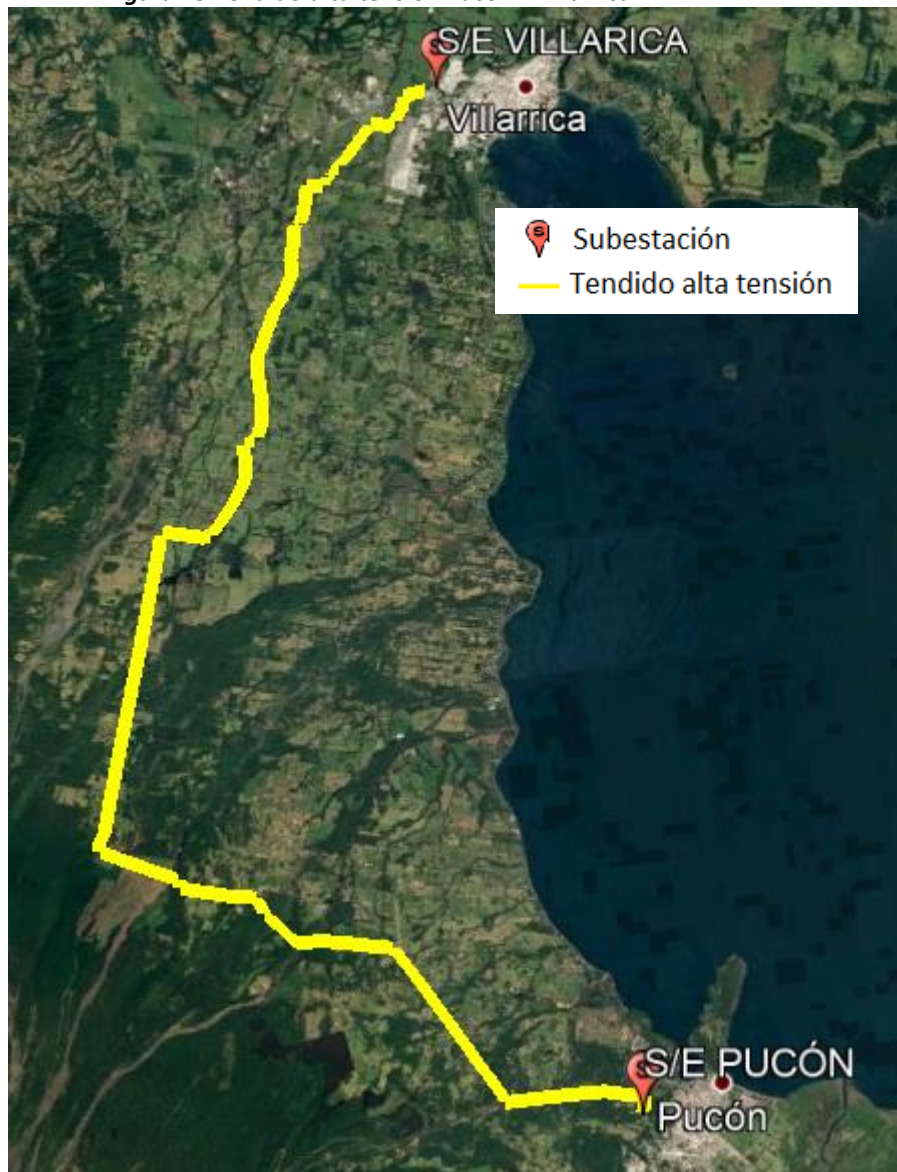 S/E VILLARICA
Villarrica
Subestación
Tendido alta tensión
S/E PUCÓN
Pucón